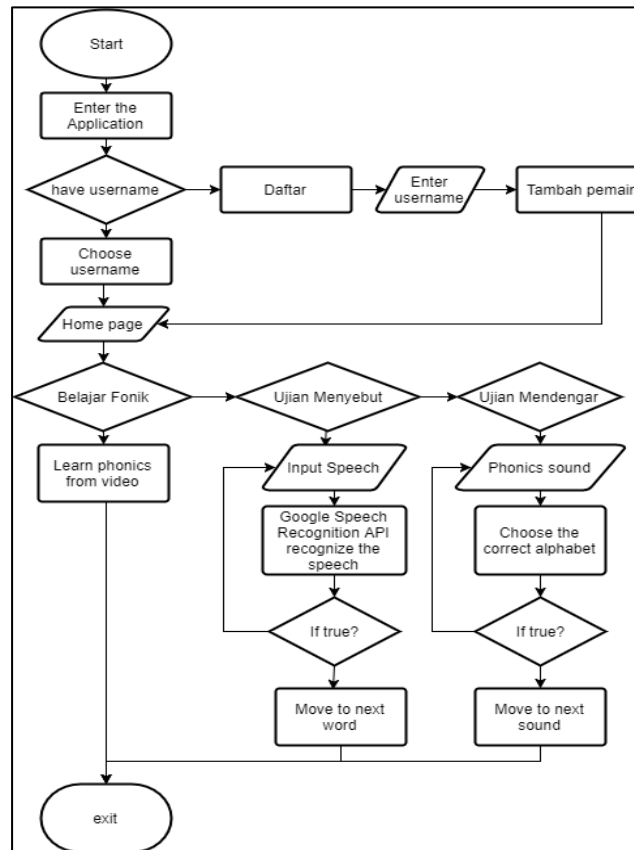 Start
Enter the
Application
have username
Daftar
Enter
username
Tambah pemain
Choose
username
Home page
Belajar Fonik
Ujian Menyebut
Ujian Mendengar
Learn phonics
from video
Input Speech
Phonics sound
Google Speech
Recognition API
recognize the
speech
Choose the
correct alphabet
If true?
If true?
Move to next
word
Move to next
sound
exit